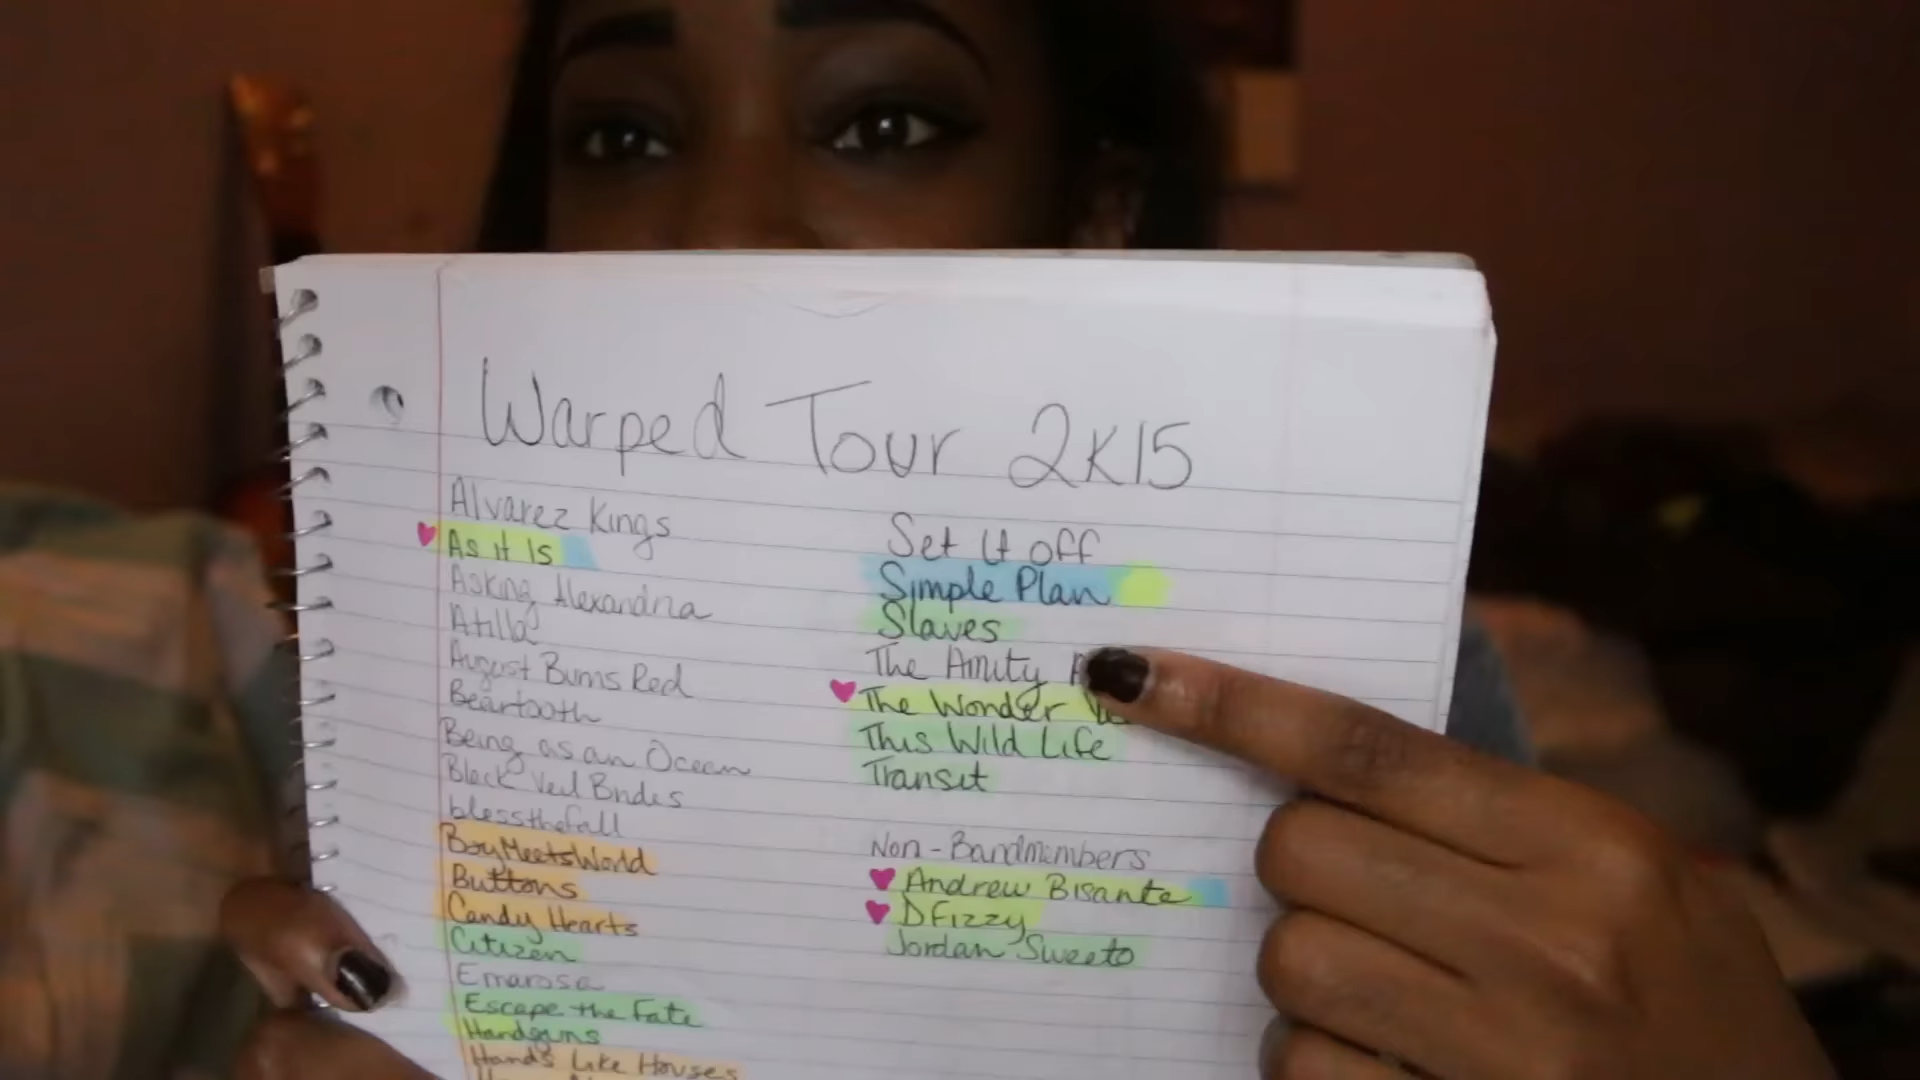 Warped Tour 2K15
Alvarez Kings
As it Is
Asking Alexandria
Atilla
August Burns Red
Beartooth
Being as an Ocean
Black Veil Brides
blessthefall
BoyMeetsWorld
Buttons
Candy Hearts
Citizen
Emarosa
Escape the Fate
Handguns
Hands Like Houses
Set It Off
Simple Plan
Slaves
The Amity
The Wonder
This Wild Life
Transit
Non-Bandmembers
Andrew Bisante
DFizzy
Jordan Sweeto